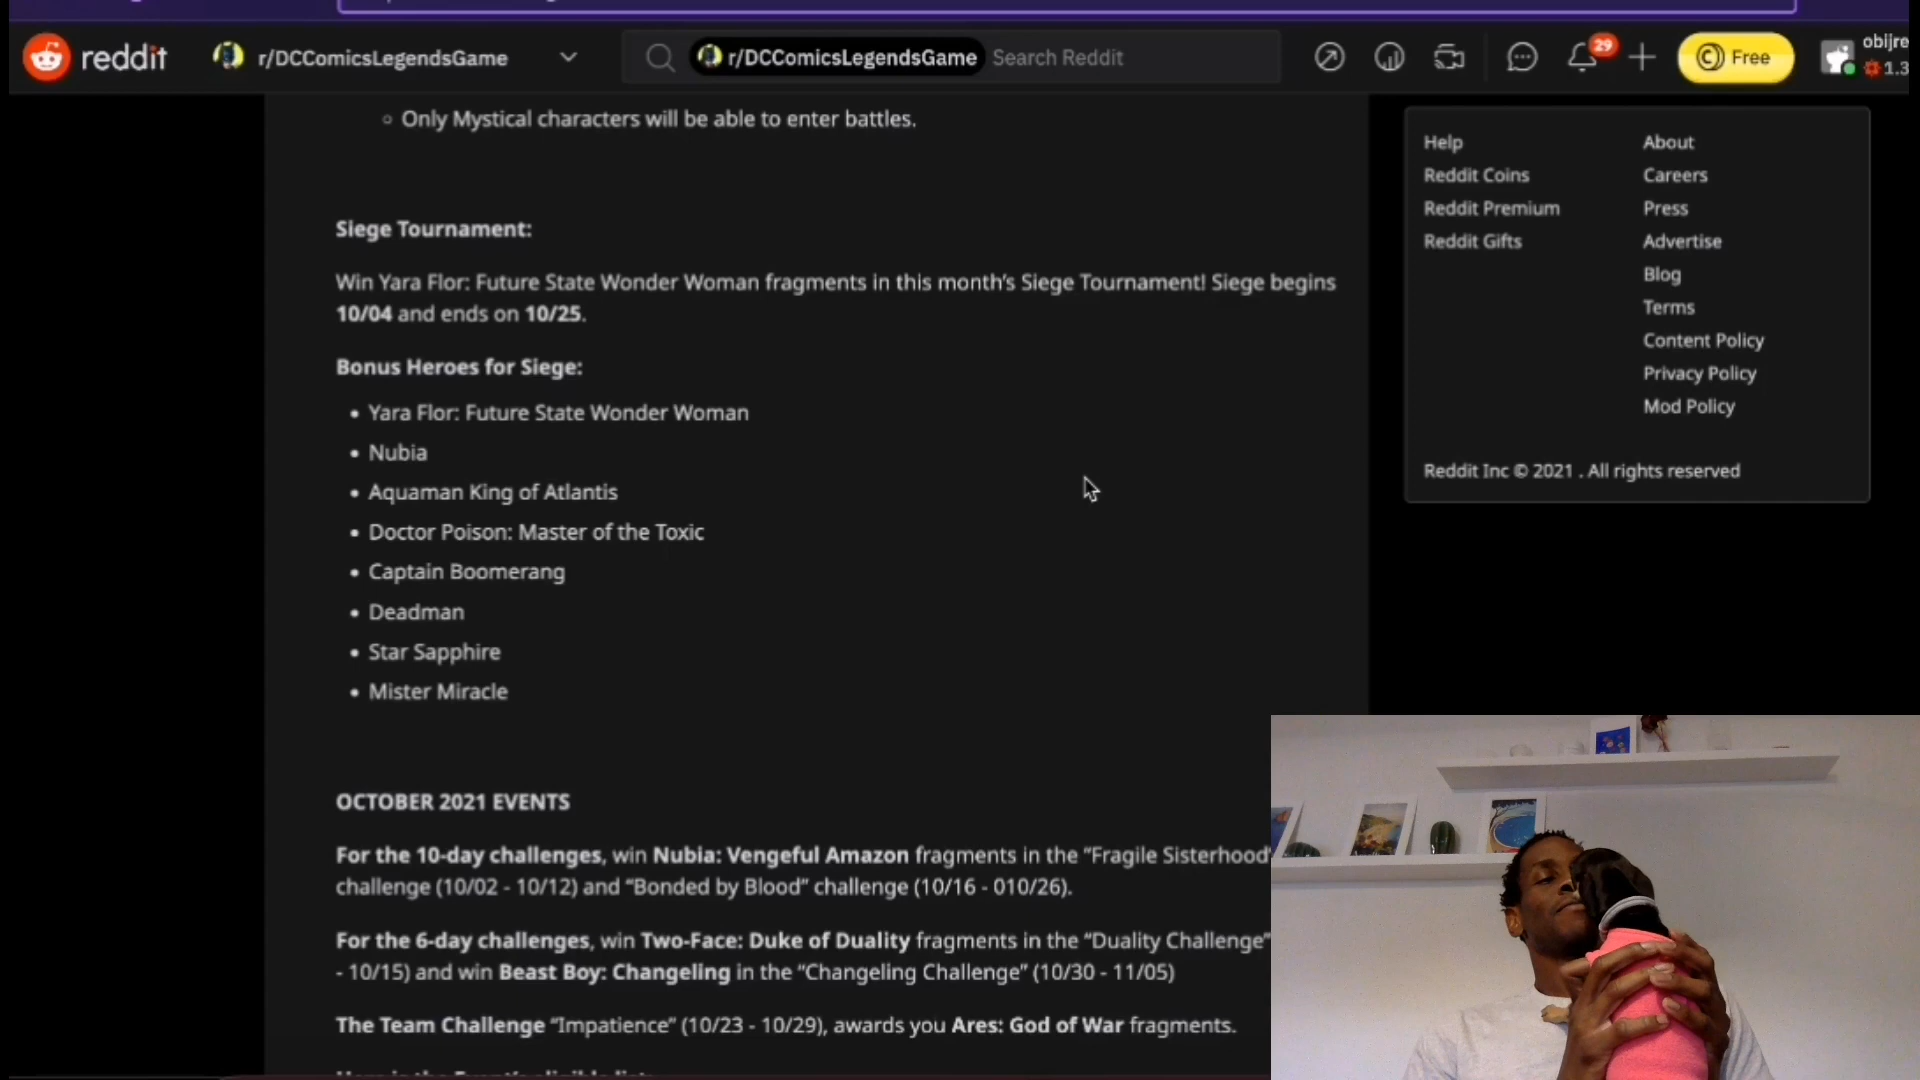 reddit r/DCComicsLegendsGame r/DCComicsLegendsGame Search Reddit 29 Free obijre
1.3
Only Mystical characters will be able to enter battles.
Siege Tournament:
Win Yara Flor: Future State Wonder Woman fragments in this month's Siege Tournament! Siege begins
10/04 and ends on 10/25.
Bonus Heroes for Siege:
• Yara Flor: Future State Wonder Woman
• Nubia
• Aquaman King of Atlantis
• Doctor Poison: Master of the Toxic
• Captain Boomerang
• Deadman
• Star Sapphire
• Mister Miracle
OCTOBER 2021 EVENTS
For the 10-day challenges, win Nubia: Vengeful Amazon fragments in the "Fragile Sisterhood"
challenge (10/02 - 10/12) and "Bonded by Blood" challenge (10/16 - 010/26).
For the 6-day challenges, win Two-Face: Duke of Duality fragments in the "Duality Challenge"
- 10/15) and win Beast Boy: Changeling in the "Changeling Challenge" (10/30 - 11/05)
The Team Challenge "Impatience" (10/23 - 10/29), awards you Ares: God of War fragments.
Help About
Reddit Coins Careers
Reddit Premium Press
Reddit Gifts Advertise
Blog
Terms
Content Policy
Privacy Policy
Mod Policy
Reddit Inc © 2021 . All rights reserved